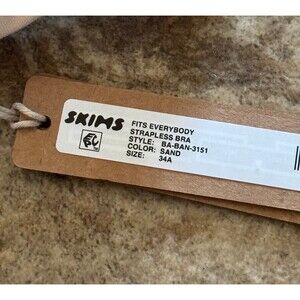 SKIMS
FITS EVERYBODY
STRAPLESS BRA
STYLE: BA-BAN-3151
COLOR: SAND
SIZE: 34A